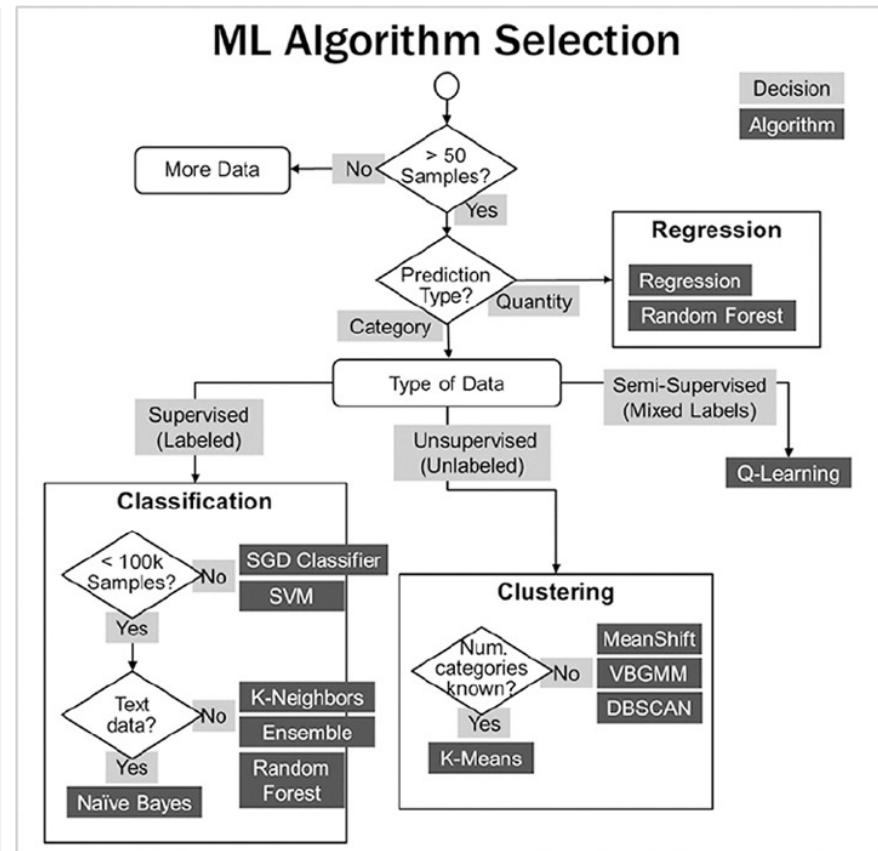 ML Algorithm Selection
Decision
Algorithm
> 50
Samples?
No
More Data
Yes
Prediction
Type?
Quantity
Category
Regression
Regression
Random Forest
Type of Data
Supervised
(Labeled)
Unsupervised
(Unlabeled)
Semi-Supervised
(Mixed Labels)
Q-Learning
Classification
< 100k
Samples?
No
SGD Classifier
SVM
Yes
Text
data?
No
K-Neighbors
Ensemble
Random
Forest
Yes
Naïve Bayes
Clustering
Num.
categories
known?
No
MeanShift
VBGMM
DBSCAN
Yes
K-Means